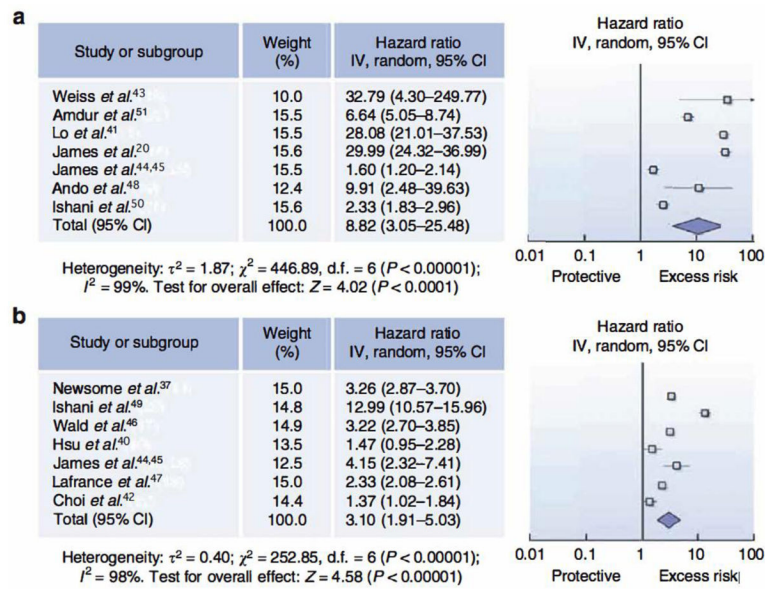 a
Study or subgroup Weight (%) Hazard ratio IV, random, 95% CI
Hazard ratio
IV, random, 95% CI
Weiss et al.43 10.0 32.79 (4.30–249.77)
Amdur et al.51 15.5 6.64 (5.05–8.74)
Lo et al.41 15.5 28.08 (21.01–37.53)
James et al.20 15.6 29.99 (24.32–36.99)
James et al.44,45 15.5 1.60 (1.20–2.14)
Ando et al.48 12.4 9.91 (2.48–39.63)
Ishani et al.50 15.6 2.33 (1.83–2.96)
Total (95% CI) 100.0 8.82 (3.05–25.48)
0.01 0.1 1 10 100
Protective Excess risk
Heterogeneity: τ2 = 1.87; χ2 = 446.89, d.f. = 6 (P < 0.00001);
I2 = 99%. Test for overall effect: Z = 4.02 (P < 0.0001)
b
Study or subgroup Weight (%) Hazard ratio IV, random, 95% CI
Hazard ratio
IV, random, 95% CI
Newsome et al.37 15.0 3.26 (2.87–3.70)
Ishani et al.49 14.8 12.99 (10.57–15.96)
Wald et al.46 14.9 3.22 (2.70–3.85)
Hsu et al.40 13.5 1.47 (0.95–2.28)
James et al.44,45 12.5 4.15 (2.32–7.41)
Lafrance et al.47 15.0 2.33 (2.08–2.61)
Choi et al.42 14.4 1.37 (1.02–1.84)
Total (95% CI) 100.0 3.10 (1.91–5.03)
0.01 0.1 1 10 100
Protective Excess risk
Heterogeneity: τ2 = 0.40; χ2 = 252.85, d.f. = 6 (P < 0.00001);
I2 = 98%. Test for overall effect: Z = 4.58 (P < 0.00001)